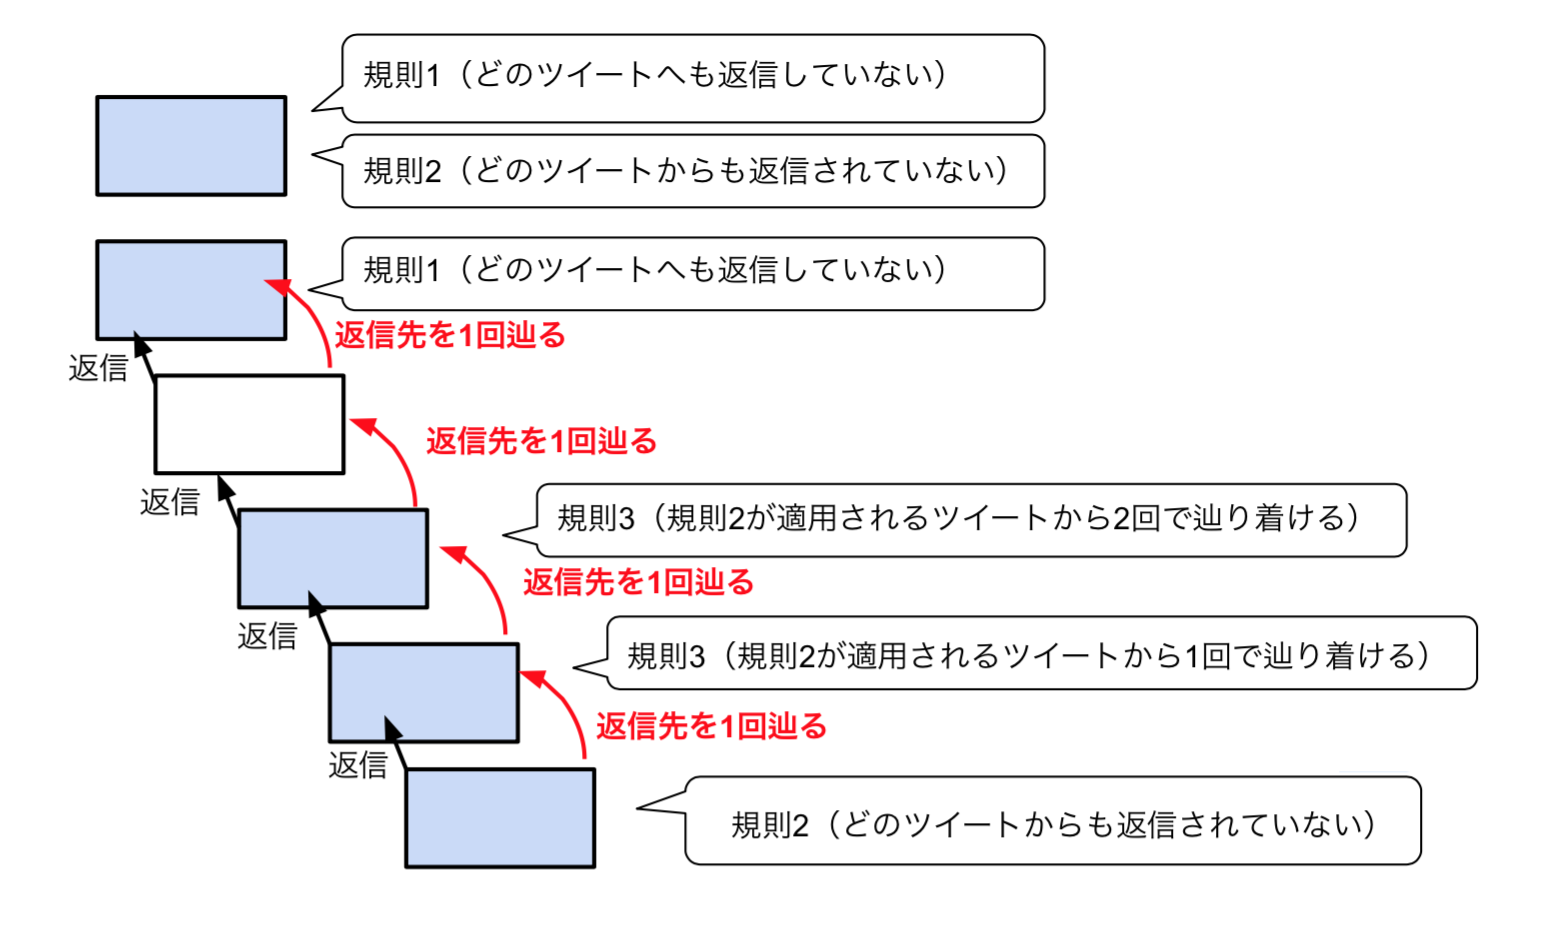 規則1（どのツイートへも返信していない）
規則2（どのツイートからも返信されていない）
規則1（どのツイートへも返信していない）
返信先を1回辿る
返信
返信先を1回辿る
返信
規則3（規則2が適用されるツイートから2回で辿り着ける）
返信先を1回辿る
返信
規則3（規則2が適用されるツイートから1回で辿り着ける）
返信先を1回辿る
返信
規則2（どのツイートからも返信されていない）